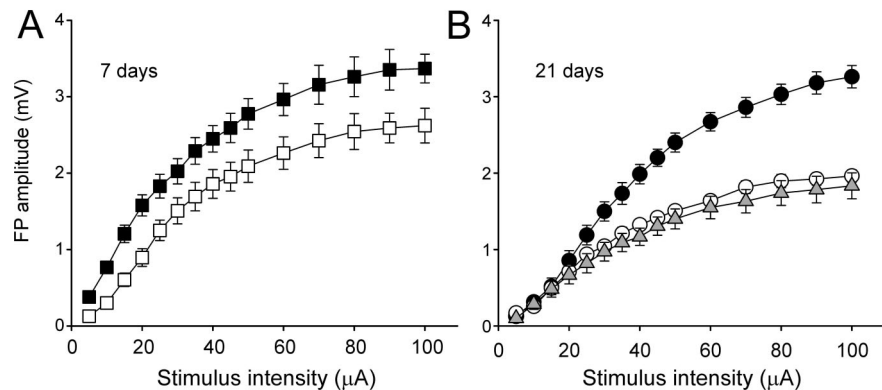 A
B
7 days
21 days
FP amplitude (mV)
4
3
2
1
0
0 20 40 60 80 100
Stimulus intensity (μA)
4
3
2
1
0
0 20 40 60 80 100
Stimulus intensity (μA)